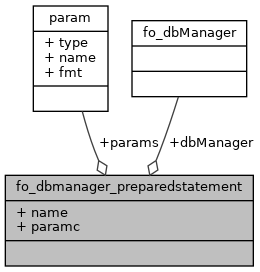 param
+ type
+ name
+ fmt
fo_dbManager
+params
+dbManager
fo_dbmanager_preparedstatement
+ name
+ paramc